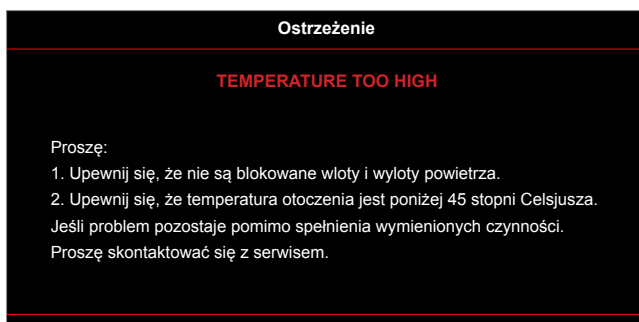 Ostrzeżenie
TEMPERATURE TOO HIGH
Proszę:
1. Upewnij się, że nie są blokowane wloty i wyloty powietrza.
2. Upewnij się, że temperatura otoczenia jest poniżej 45 stopni Celsjusza.
Jeśli problem pozostaje pomimo spełnienia wymienionych czynności.
Proszę skontaktować się z serwisem.